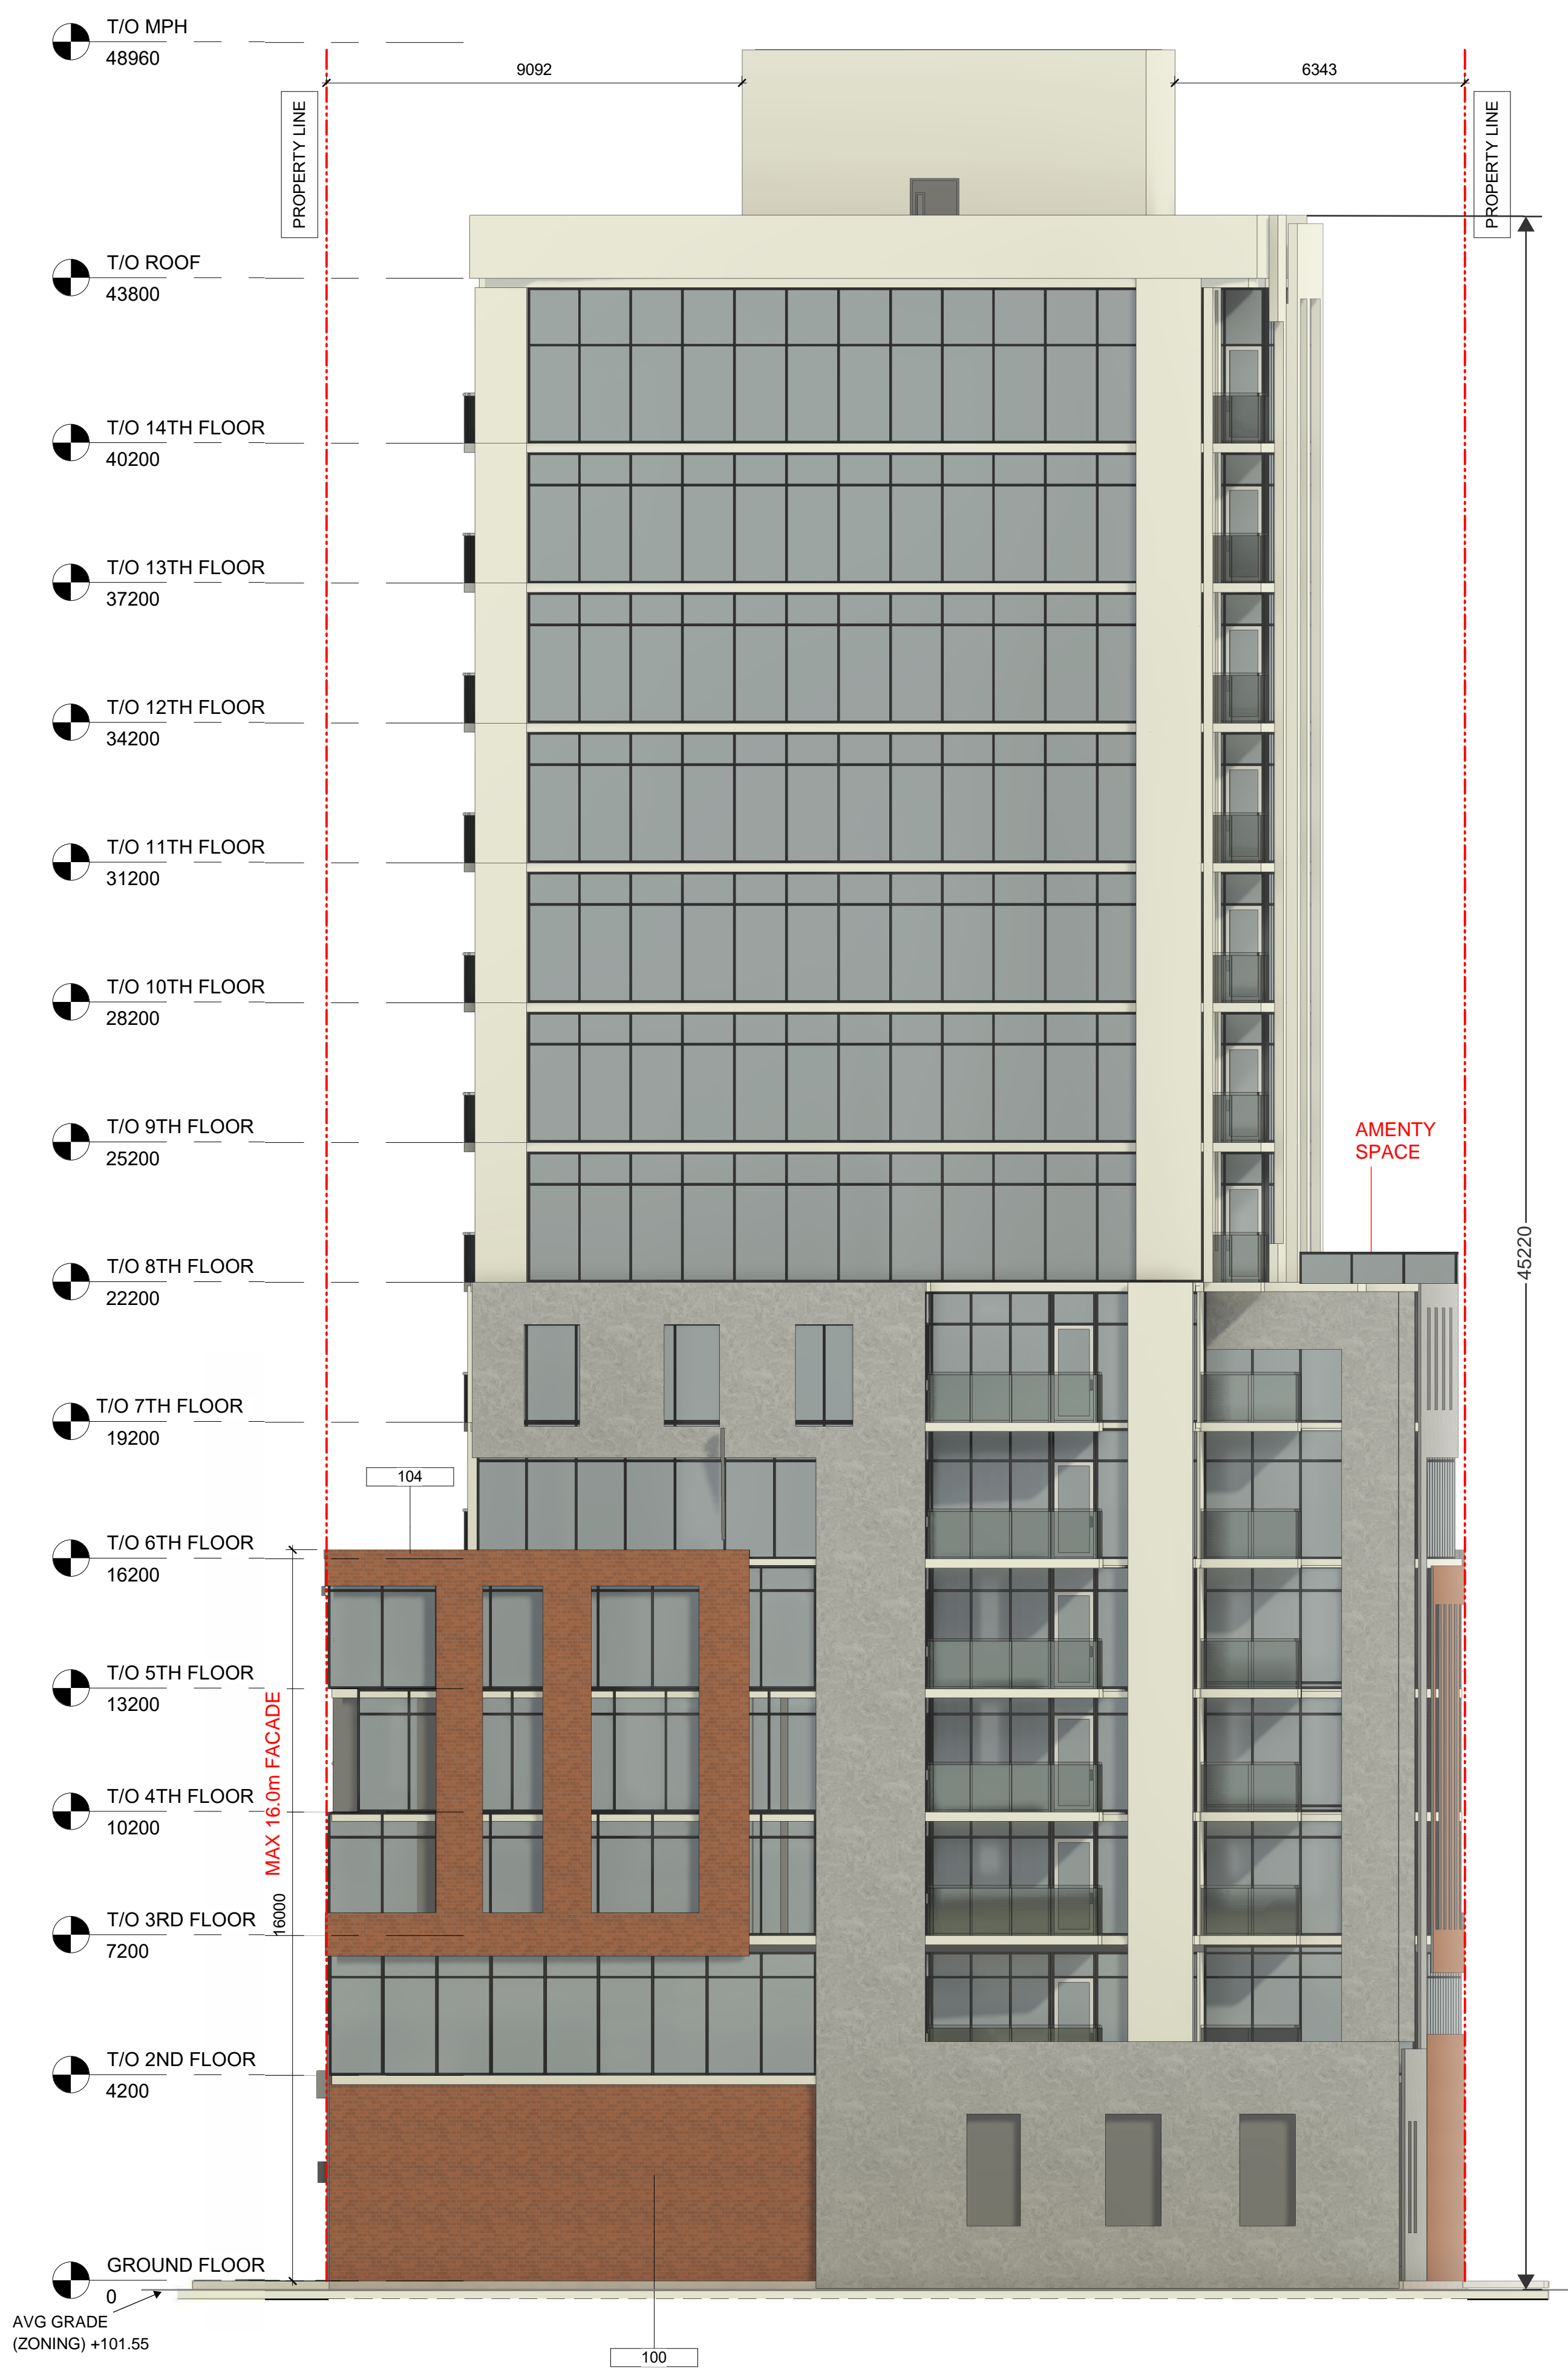 T/O MPH
48960
9092
6343
PROPERTY LINE
PROPERTY LINE
T/O ROOF
43800
T/O 14TH FLOOR
40200
T/O 13TH FLOOR
37200
T/O 12TH FLOOR
34200
T/O 11TH FLOOR
31200
T/O 10TH FLOOR
28200
T/O 9TH FLOOR
25200
AMENTY
SPACE
45220
T/O 8TH FLOOR
22200
T/O 7TH FLOOR
19200
104
T/O 6TH FLOOR
16200
T/O 5TH FLOOR
13200
MAX 16.0m FACADE
T/O 4TH FLOOR
10200
16000
T/O 3RD FLOOR
7200
T/O 2ND FLOOR
4200
GROUND FLOOR
0
AVG GRADE
(ZONING) +101.55
100